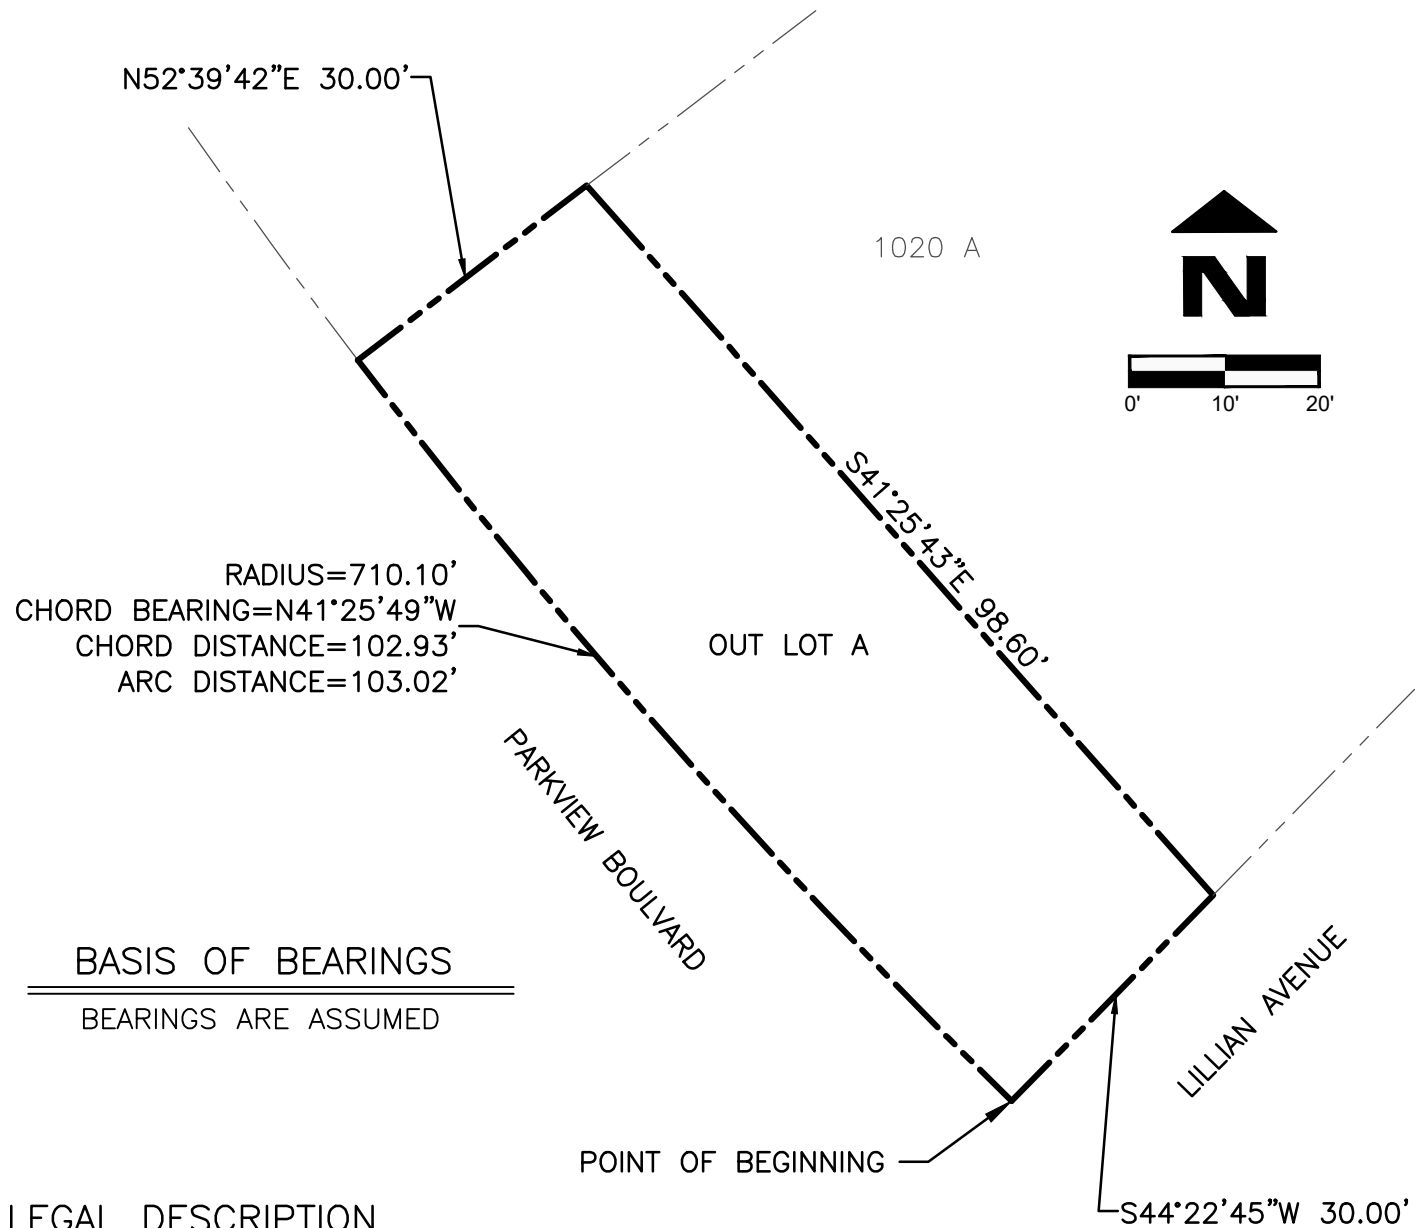 N52°39'42"E 30.00'
1020 A
N
0' 10' 20'
S41°25'43"E 98.60'
RADIUS=710.10'
CHORD BEARING=N41°25'49"W
CHORD DISTANCE=102.93'
ARC DISTANCE=103.02'
OUT LOT A
PARKVIEW BOULVARD
BASIS OF BEARINGS
BEARINGS ARE ASSUMED
LILLIAN AVENUE
POINT OF BEGINNING
S44°22'45"W 30.00'
LEGAL DESCRIPTION